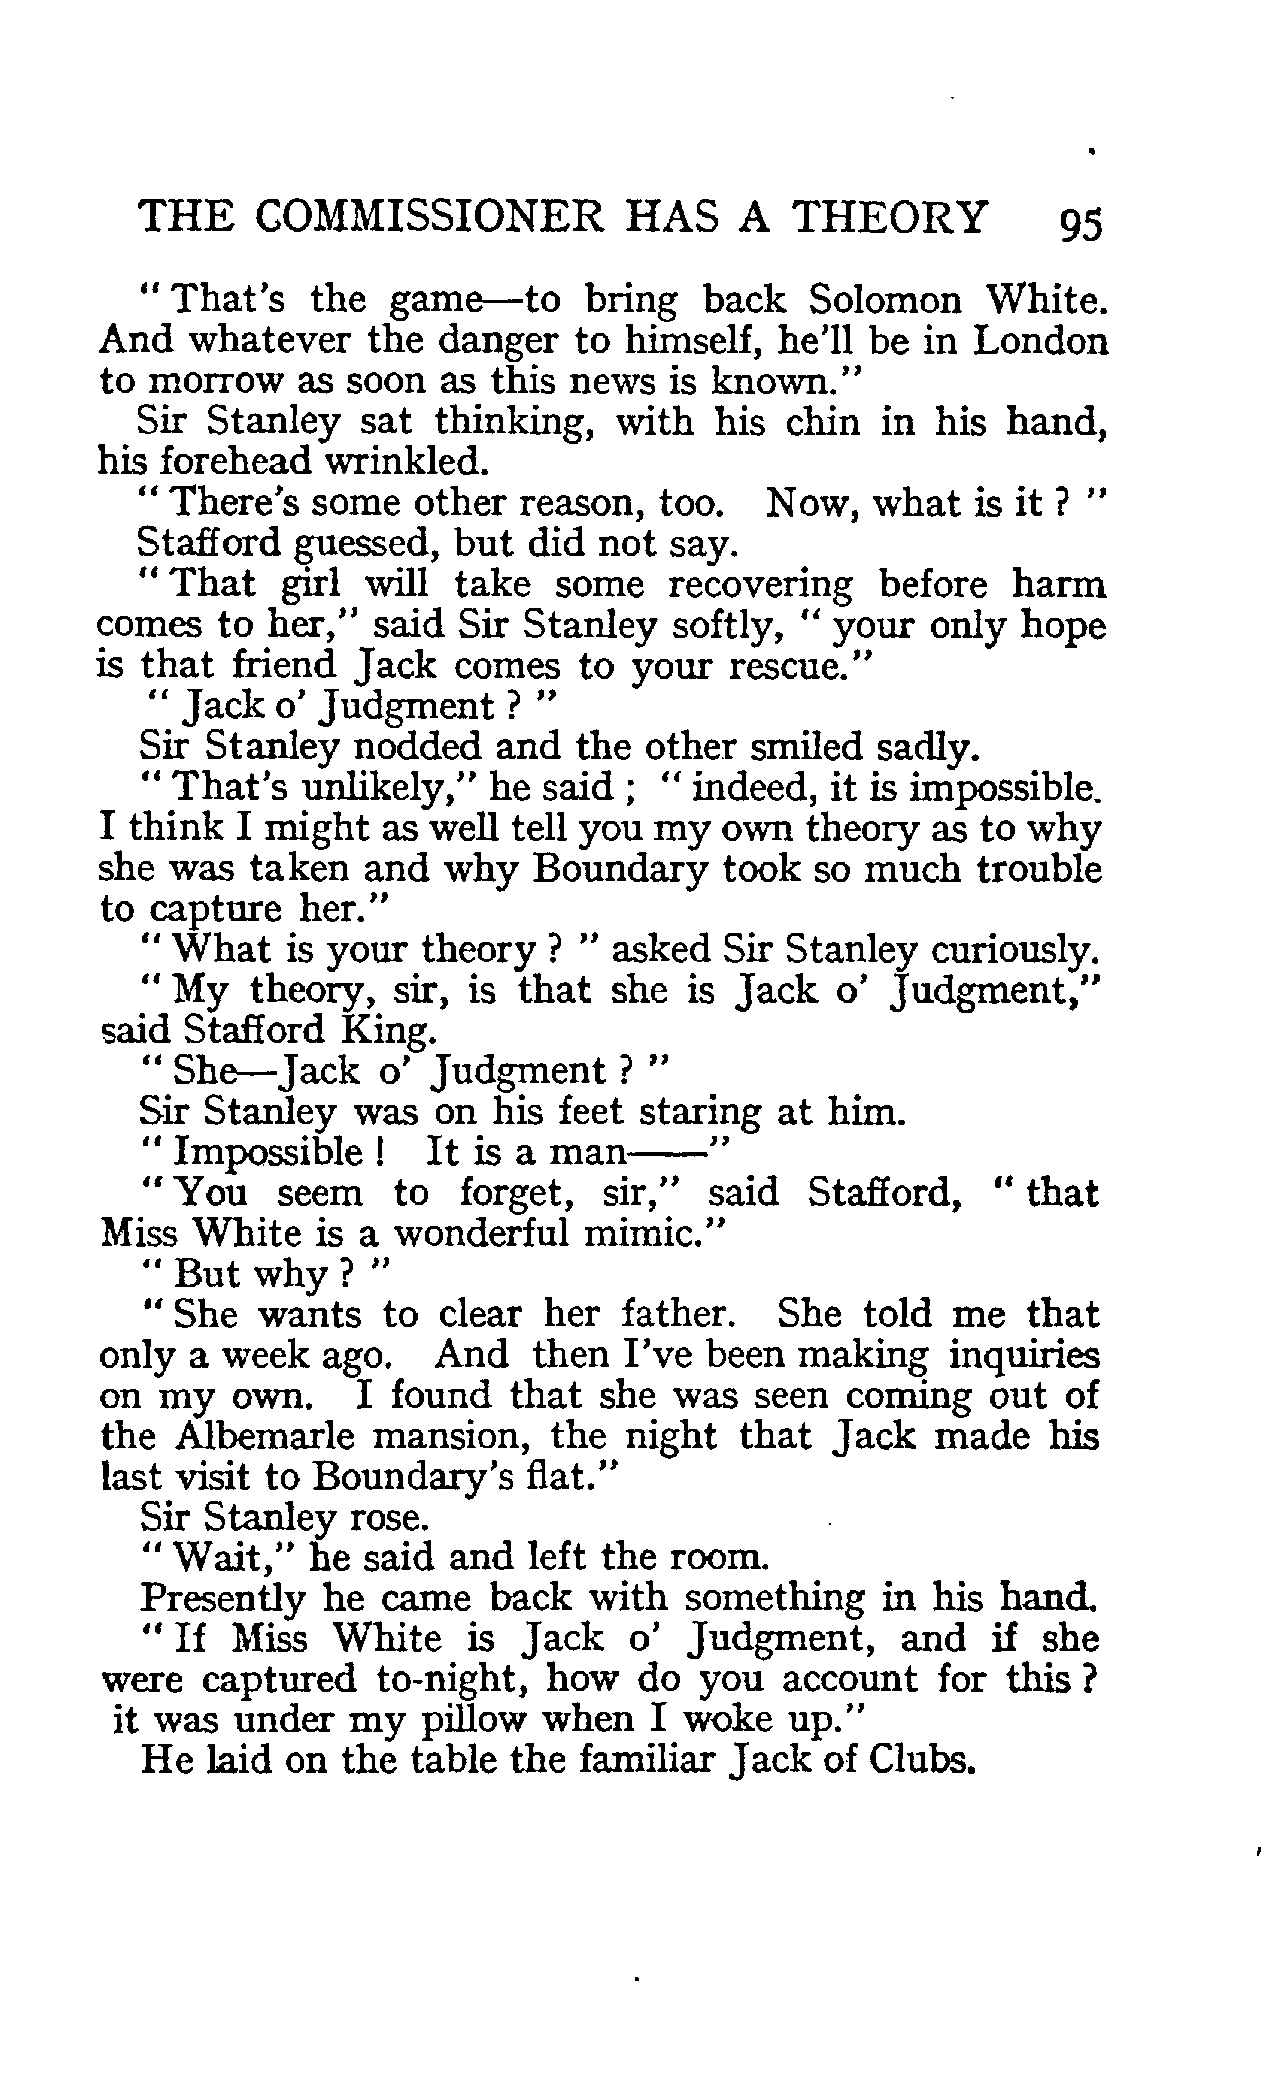 THE COMMISSIONER HAS A THEORY 95
" That's the game—to bring back Solomon White.
And whatever the danger to himself, he'll be in London
to morrow as soon as this news is known."
Sir Stanley sat thinking, with his chin in his hand,
his forehead wrinkled.
" There's some other reason, too. Now, what is it ? "
Stafford guessed, but did not say.
" That girl will take some recovering before harm
comes to her," said Sir Stanley softly, " your only hope
is that friend Jack comes to your rescue."
" Jack o' Judgment ? "
Sir Stanley nodded and the other smiled sadly.
" That's unlikely," he said ; " indeed, it is impossible.
I think I might as well tell you my own theory as to why
she was taken and why Boundary took so much trouble
to capture her."
" What is your theory ? " asked Sir Stanley curiously.
" My theory, sir, is that she is Jack o' Judgment,"
said Stafford King.
" She—Jack o' Judgment ? "
Sir Stanley was on his feet staring at him.
" Impossible ! It is a man——"
" You seem to forget, sir," said Stafford, " that
Miss White is a wonderful mimic."
" But why ? "
" She wants to clear her father. She told me that
only a week ago. And then I've been making inquiries
on my own. I found that she was seen coming out of
the Albemarle mansion, the night that Jack made his
last visit to Boundary's flat."
Sir Stanley rose.
" Wait," he said and left the room.
Presently he came back with something in his hand.
" If Miss White is Jack o' Judgment, and if she
were captured to-night, how do you account for this ?
it was under my pillow when I woke up."
He laid on the table the familiar Jack of Clubs.